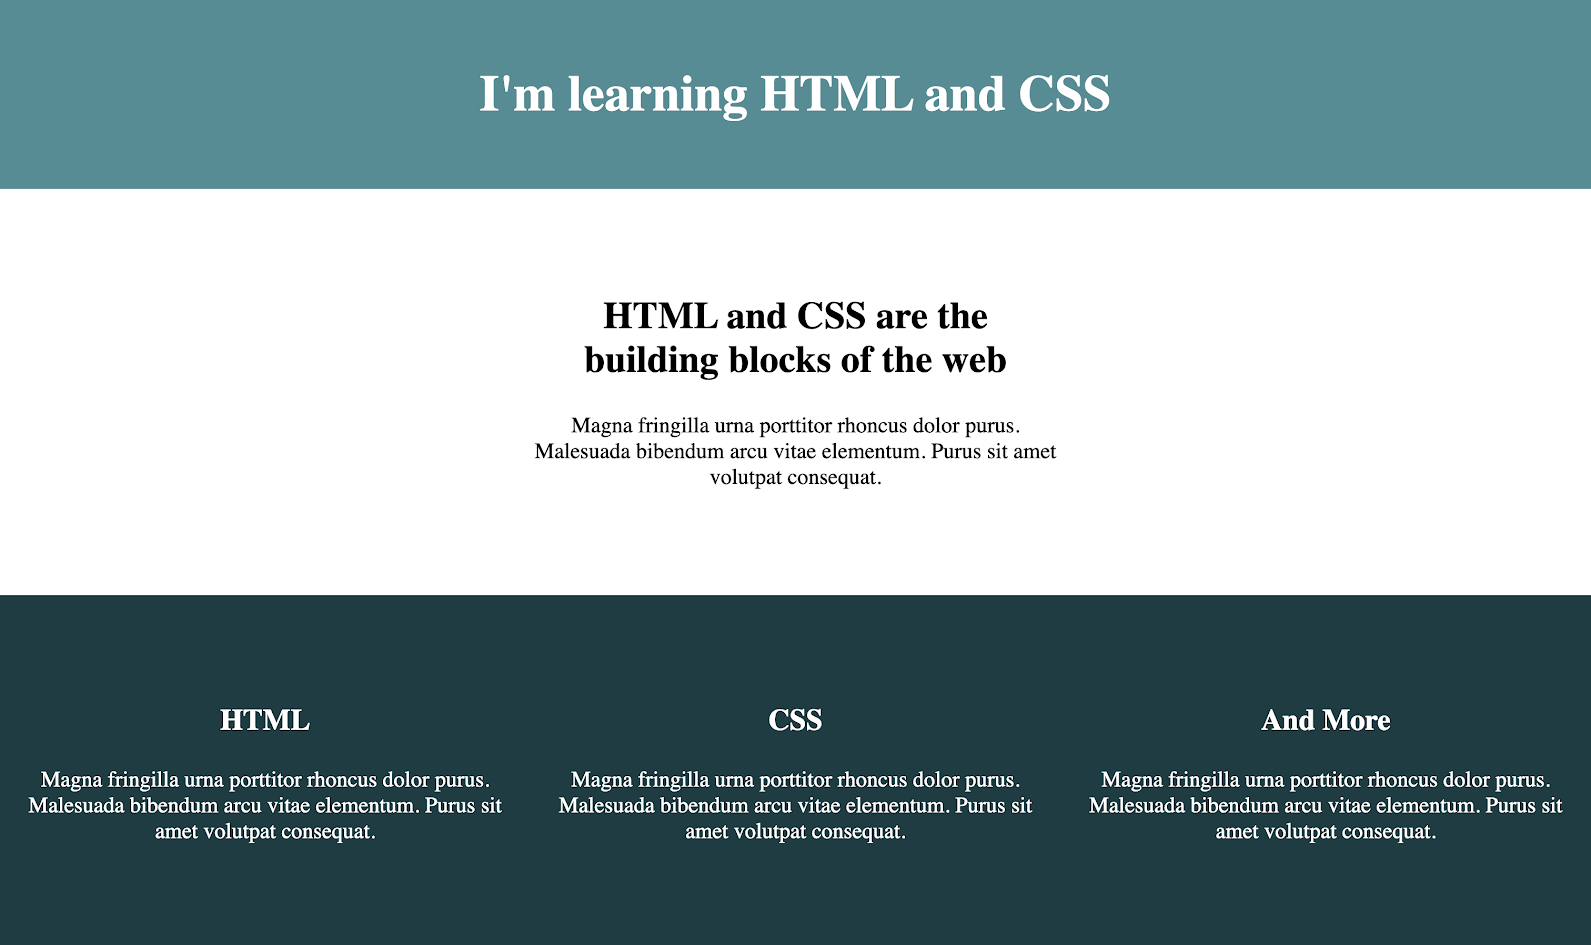 I'm learning HTML and CSS
HTML and CSS are the
building blocks of the web
Magna fringilla urna porttitor rhoncus dolor purus.
Malesuada bibendum arcu vitae elementum. Purus sit amet
volutpat consequat.
HTML
Magna fringilla urna porttitor rhoncus dolor purus.
Malesuada bibendum arcu vitae elementum. Purus sit
amet volutpat consequat.
CSS
Magna fringilla urna porttitor rhoncus dolor purus.
Malesuada bibendum arcu vitae elementum. Purus sit
amet volutpat consequat.
And More
Magna fringilla urna porttitor rhoncus dolor purus.
Malesuada bibendum arcu vitae elementum. Purus sit
amet volutpat consequat.